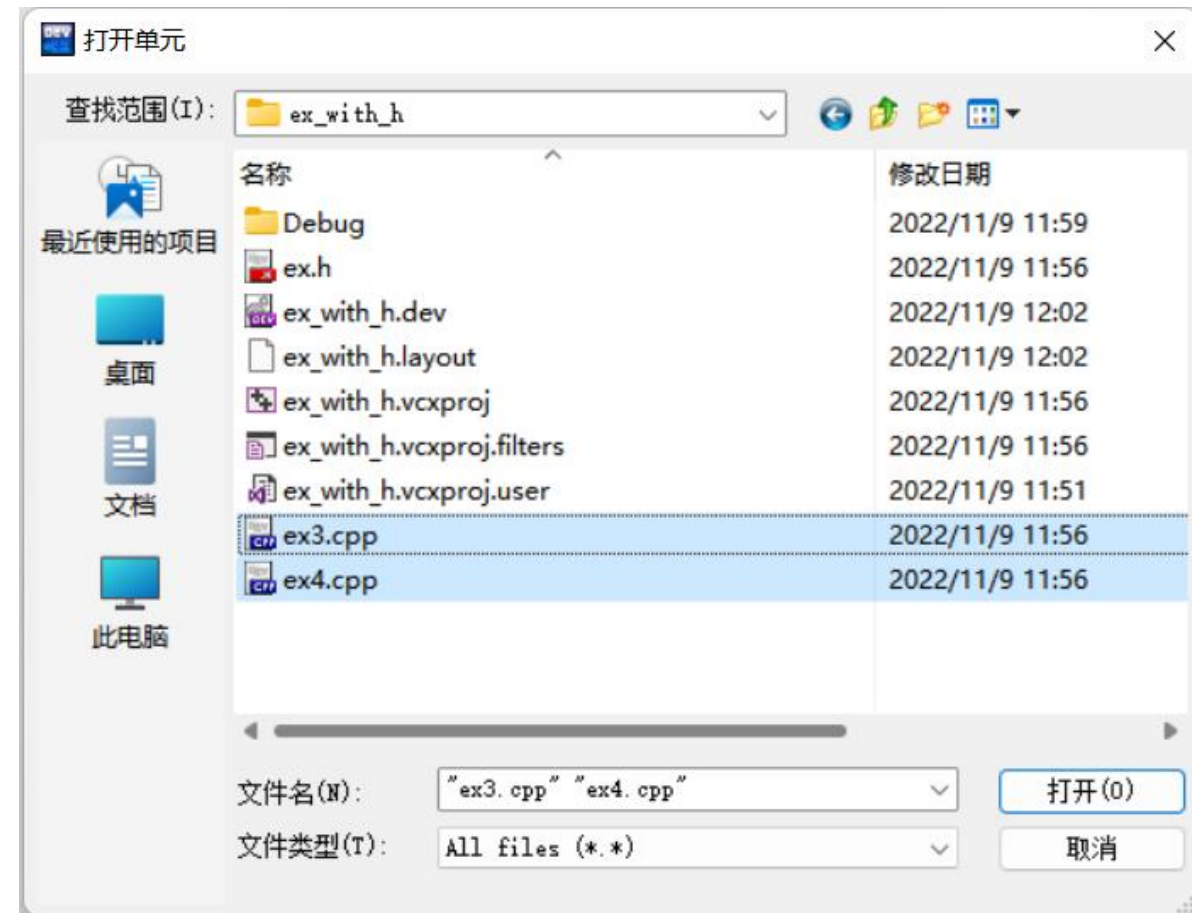 打开单元
查找范围(I): ex_with_h
名称 修改日期
Debug 2022/11/9 11:59
ex.h 2022/11/9 11:56
ex_with_h.dev 2022/11/9 12:02
ex_with_h.layout 2022/11/9 12:02
ex_with_h.vcxproj 2022/11/9 11:56
ex_with_h.vcxproj.filters 2022/11/9 11:56
ex_with_h.vcxproj.user 2022/11/9 11:51
ex3.cpp 2022/11/9 11:56
ex4.cpp 2022/11/9 11:56
最近使用的项目
桌面
文档
此电脑
文件名(N): "ex3.cpp" "ex4.cpp" 打开(O)
文件类型(T): All files (*.*) 取消